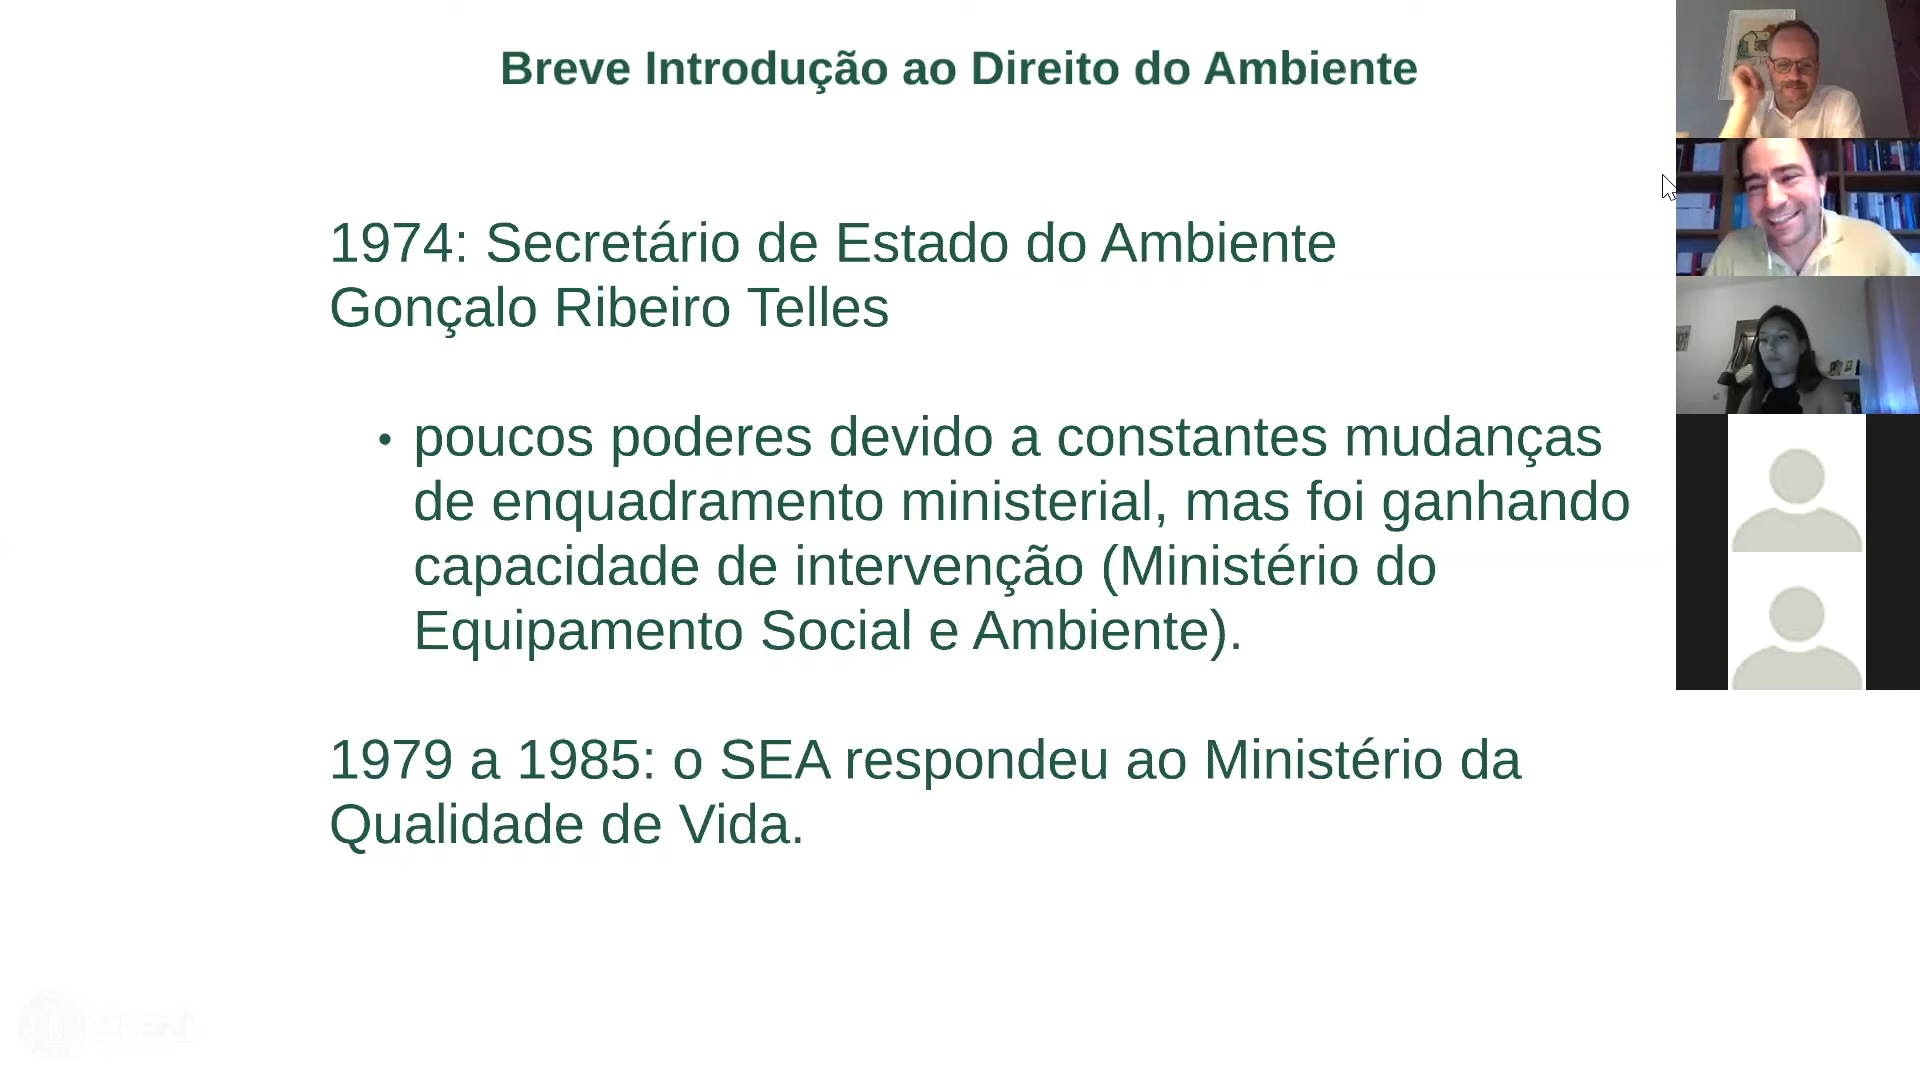 Breve Introdução ao Direito do Ambiente
1974: Secretário de Estado do Ambiente
Gonçalo Ribeiro Telles
• poucos poderes devido a constantes mudanças
de enquadramento ministerial, mas foi ganhando
capacidade de intervenção (Ministério do
Equipamento Social e Ambiente).
1979 a 1985: o SEA respondeu ao Ministério da
Qualidade de Vida.